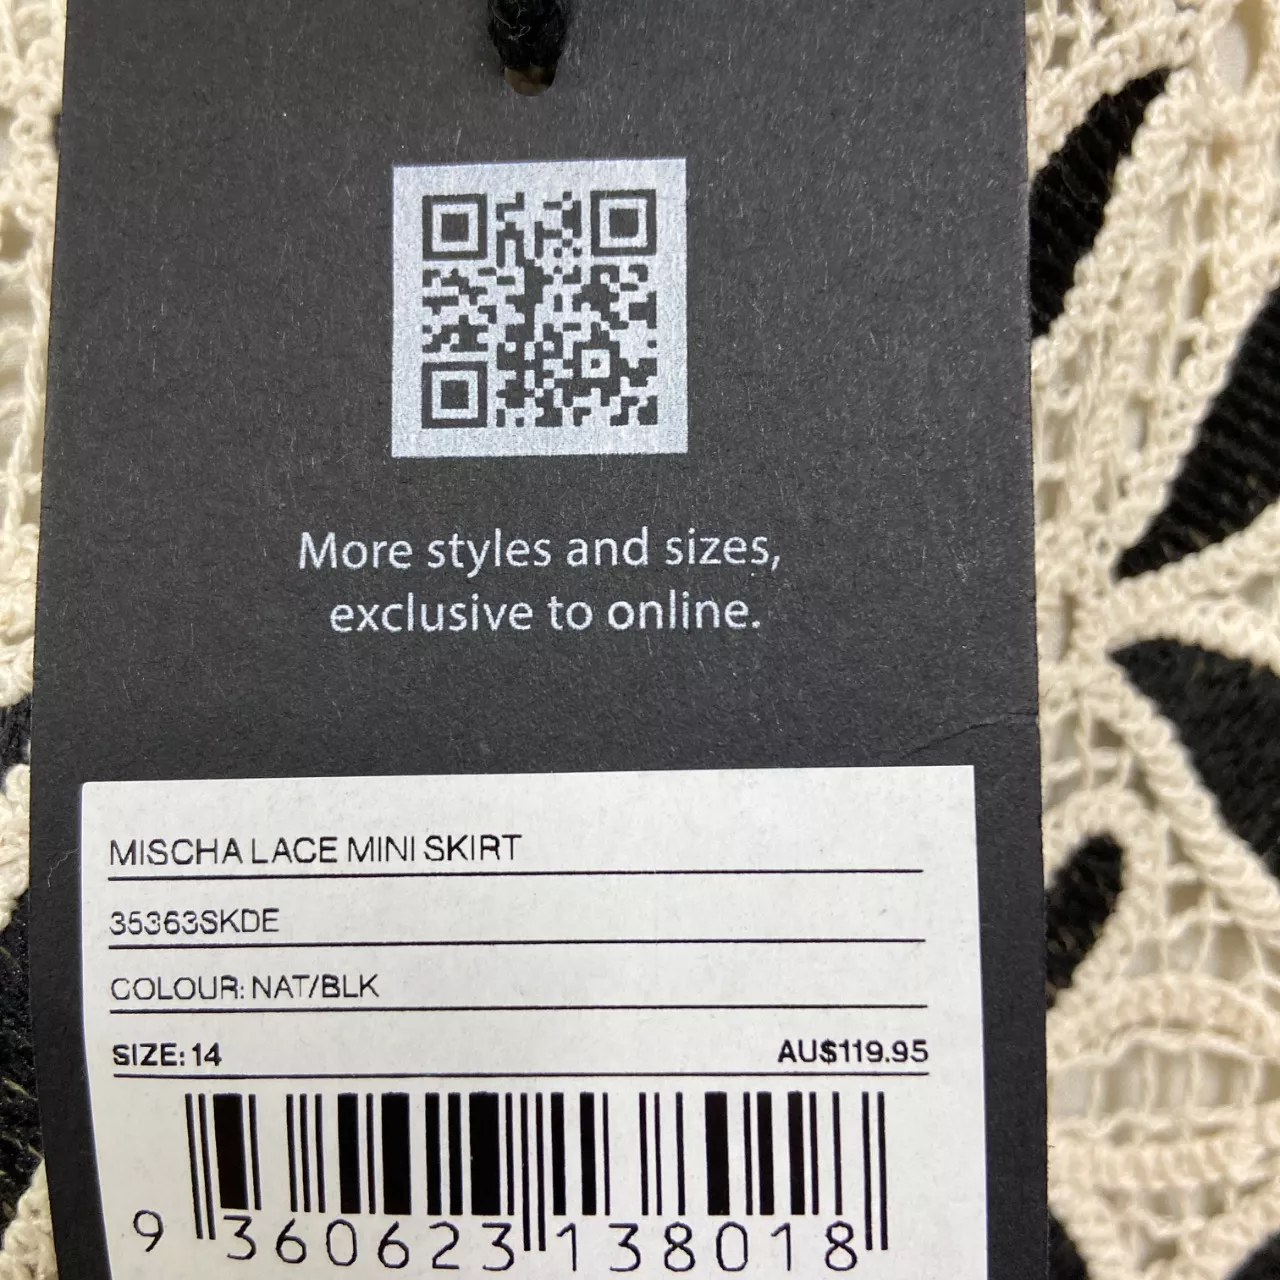 More styles and sizes,
exclusive to online.
MISCHA LACE MINI SKIRT
35363SKDE
COLOUR: NAT/BLK
SIZE: 14 AU$119.95
9 360623 138018